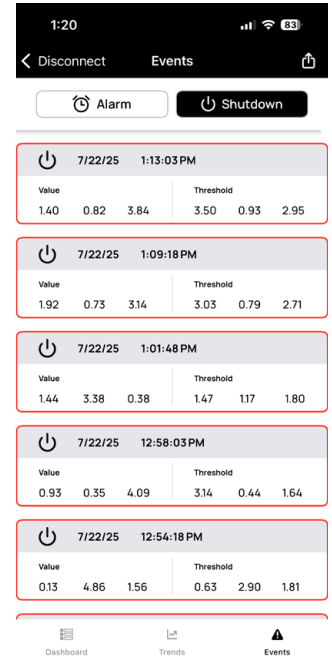 1:20 83
Disconnect Events
Alarm Shutdown
7/22/25 1:13:03 PM
Value Threshold
1.40 0.82 3.84 3.50 0.93 2.95
7/22/25 1:09:18 PM
Value Threshold
1.92 0.73 3.14 3.03 0.79 2.71
7/22/25 1:01:48 PM
Value Threshold
1.44 3.38 0.38 1.47 1.17 1.80
7/22/25 12:58:03 PM
Value Threshold
0.93 0.35 4.09 3.14 0.44 1.64
7/22/25 12:54:18 PM
Value Threshold
0.13 4.86 1.56 0.63 2.90 1.81
Dashboard Trends Events